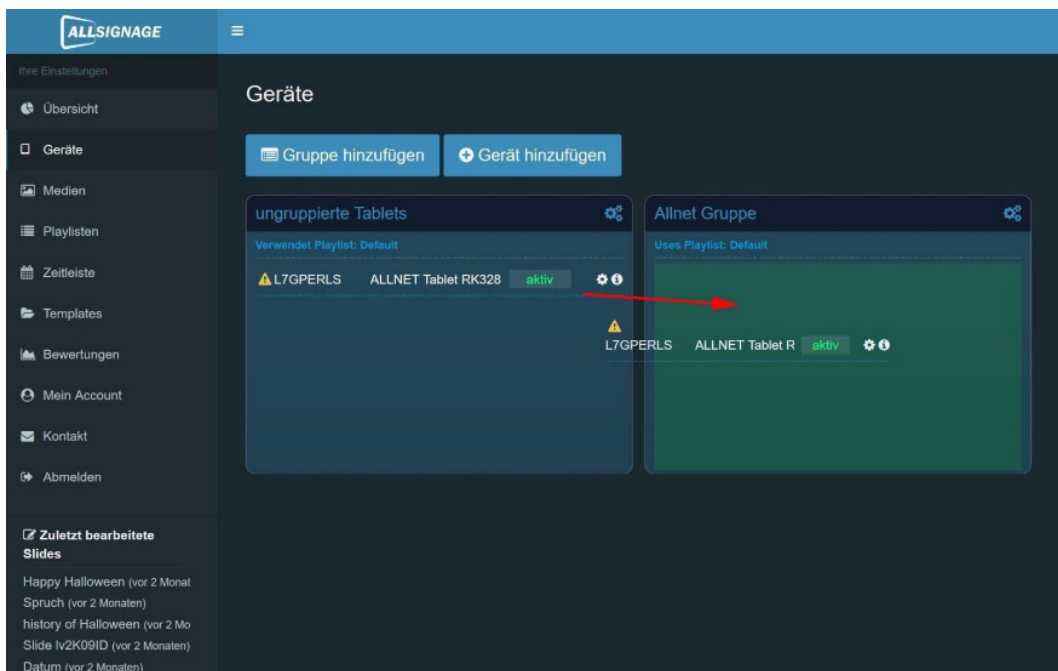 ALLSIGNAGE
Ihre Einstellungen
Übersicht
Geräte
Medien
Playlisten
Zeitleiste
Templates
Bewertungen
Mein Account
Kontakt
Abmelden
Zuletzt bearbeitete
Slides
Happy Halloween (vor 2 Monat
Spruch (vor 2 Monaten)
history of Halloween (vor 2 Mo
Slide lv2K09ID (vor 2 Monaten)
Datum (vor 2 Monaten)
Geräte
Gruppe hinzufügen
Gerät hinzufügen
ungruppierte Tablets
Verwendet Playlist: Default
L7GPERLS ALLNET Tablet RK328 aktiv
Allnet Gruppe
Uses Playlist: Default
L7GPERLS ALLNET Tablet R aktiv